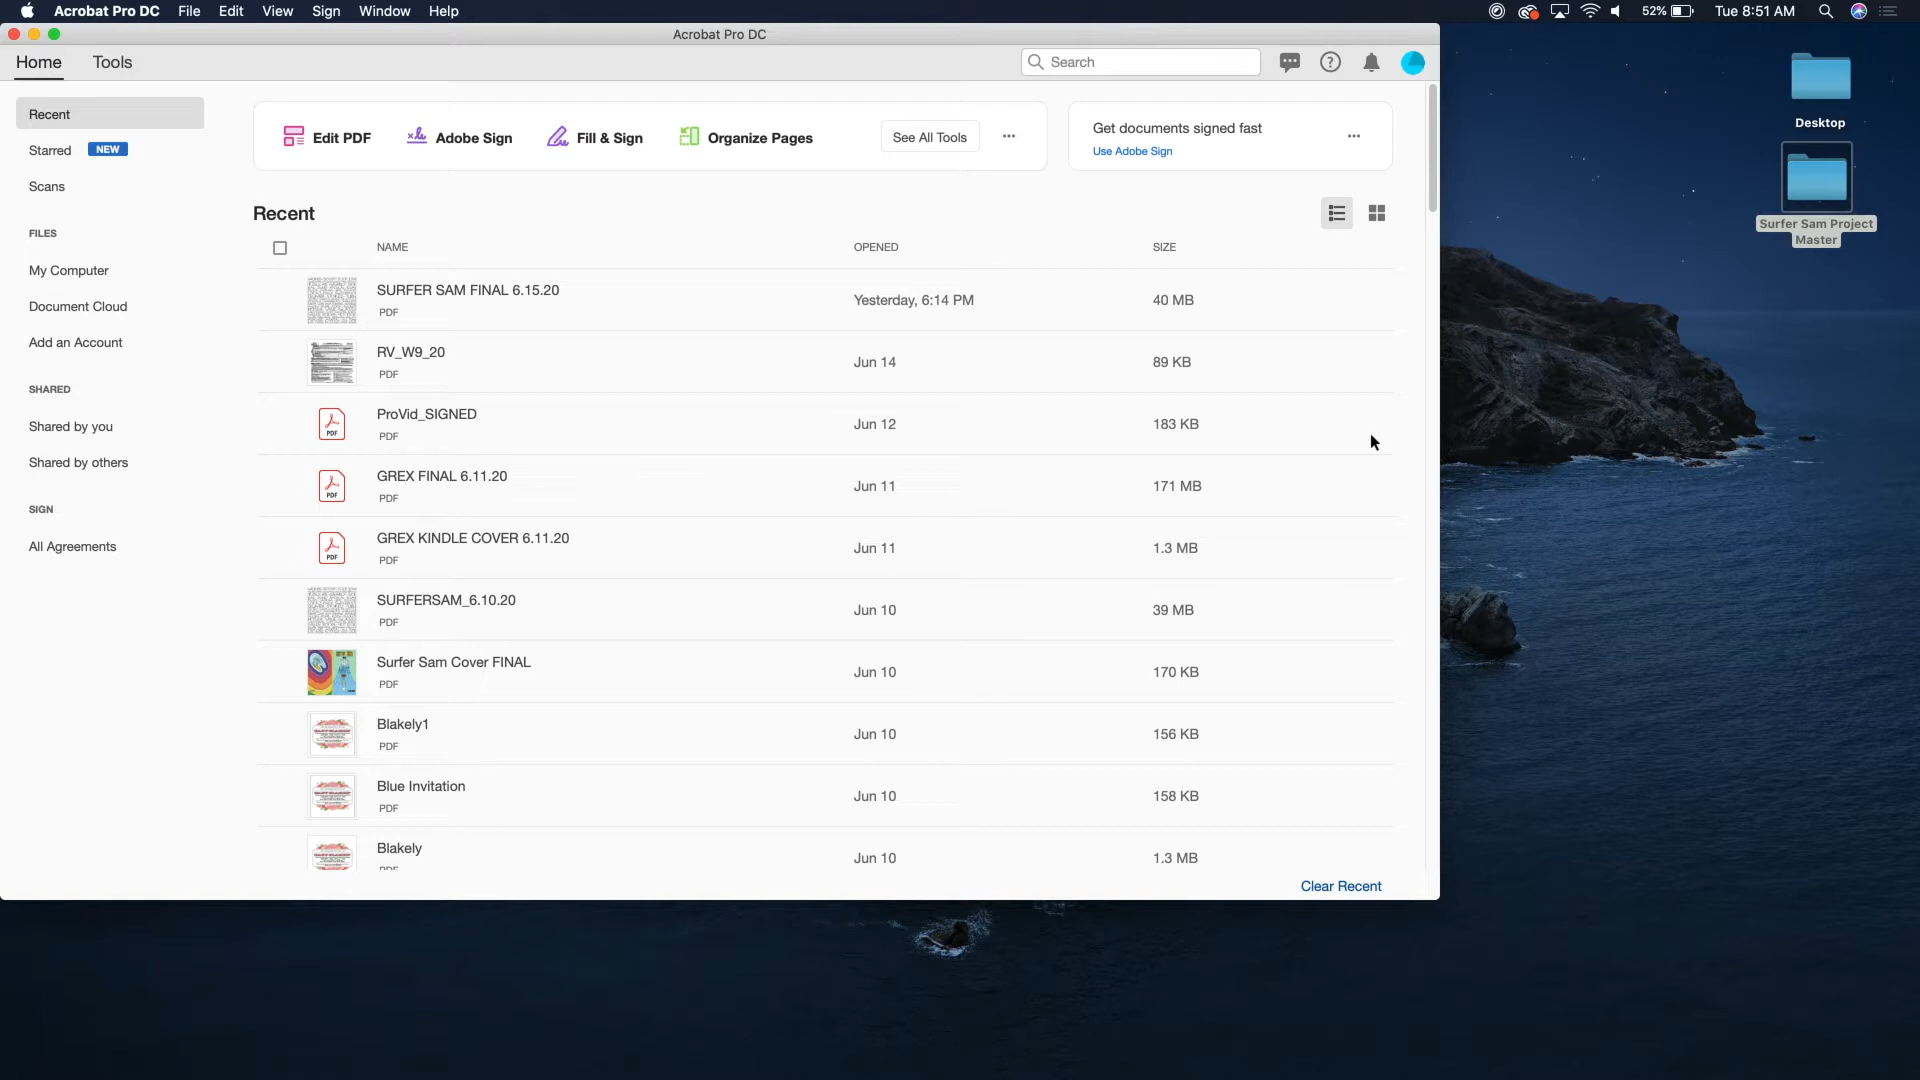 Acrobat Pro DC File Edit View Sign Window Help
52% Tue 8:51 AM
Acrobat Pro DC
Home Tools
Search
Recent
Starred NEW
Scans
FILES
My Computer
Document Cloud
Add an Account
SHARED
Shared by you
Shared by others
SIGN
All Agreements
Edit PDF Adobe Sign Fill & Sign Organize Pages See All Tools
Get documents signed fast
Use Adobe Sign
Recent
NAME OPENED SIZE
SURFER SAM FINAL 6.15.20
PDF
Yesterday, 6:14 PM 40 MB
RV_W9_20
PDF
Jun 14 89 KB
ProVid_SIGNED
PDF
Jun 12 183 KB
GREX FINAL 6.11.20
PDF
Jun 11 171 MB
GREX KINDLE COVER 6.11.20
PDF
Jun 11 1.3 MB
SURFERSAM_6.10.20
PDF
Jun 10 39 MB
Surfer Sam Cover FINAL
PDF
Jun 10 170 KB
Blakely1
PDF
Jun 10 156 KB
Blue Invitation
PDF
Jun 10 158 KB
Blakely
PDF
Jun 10 1.3 MB
Clear Recent
Desktop
Surfer Sam Project
Master